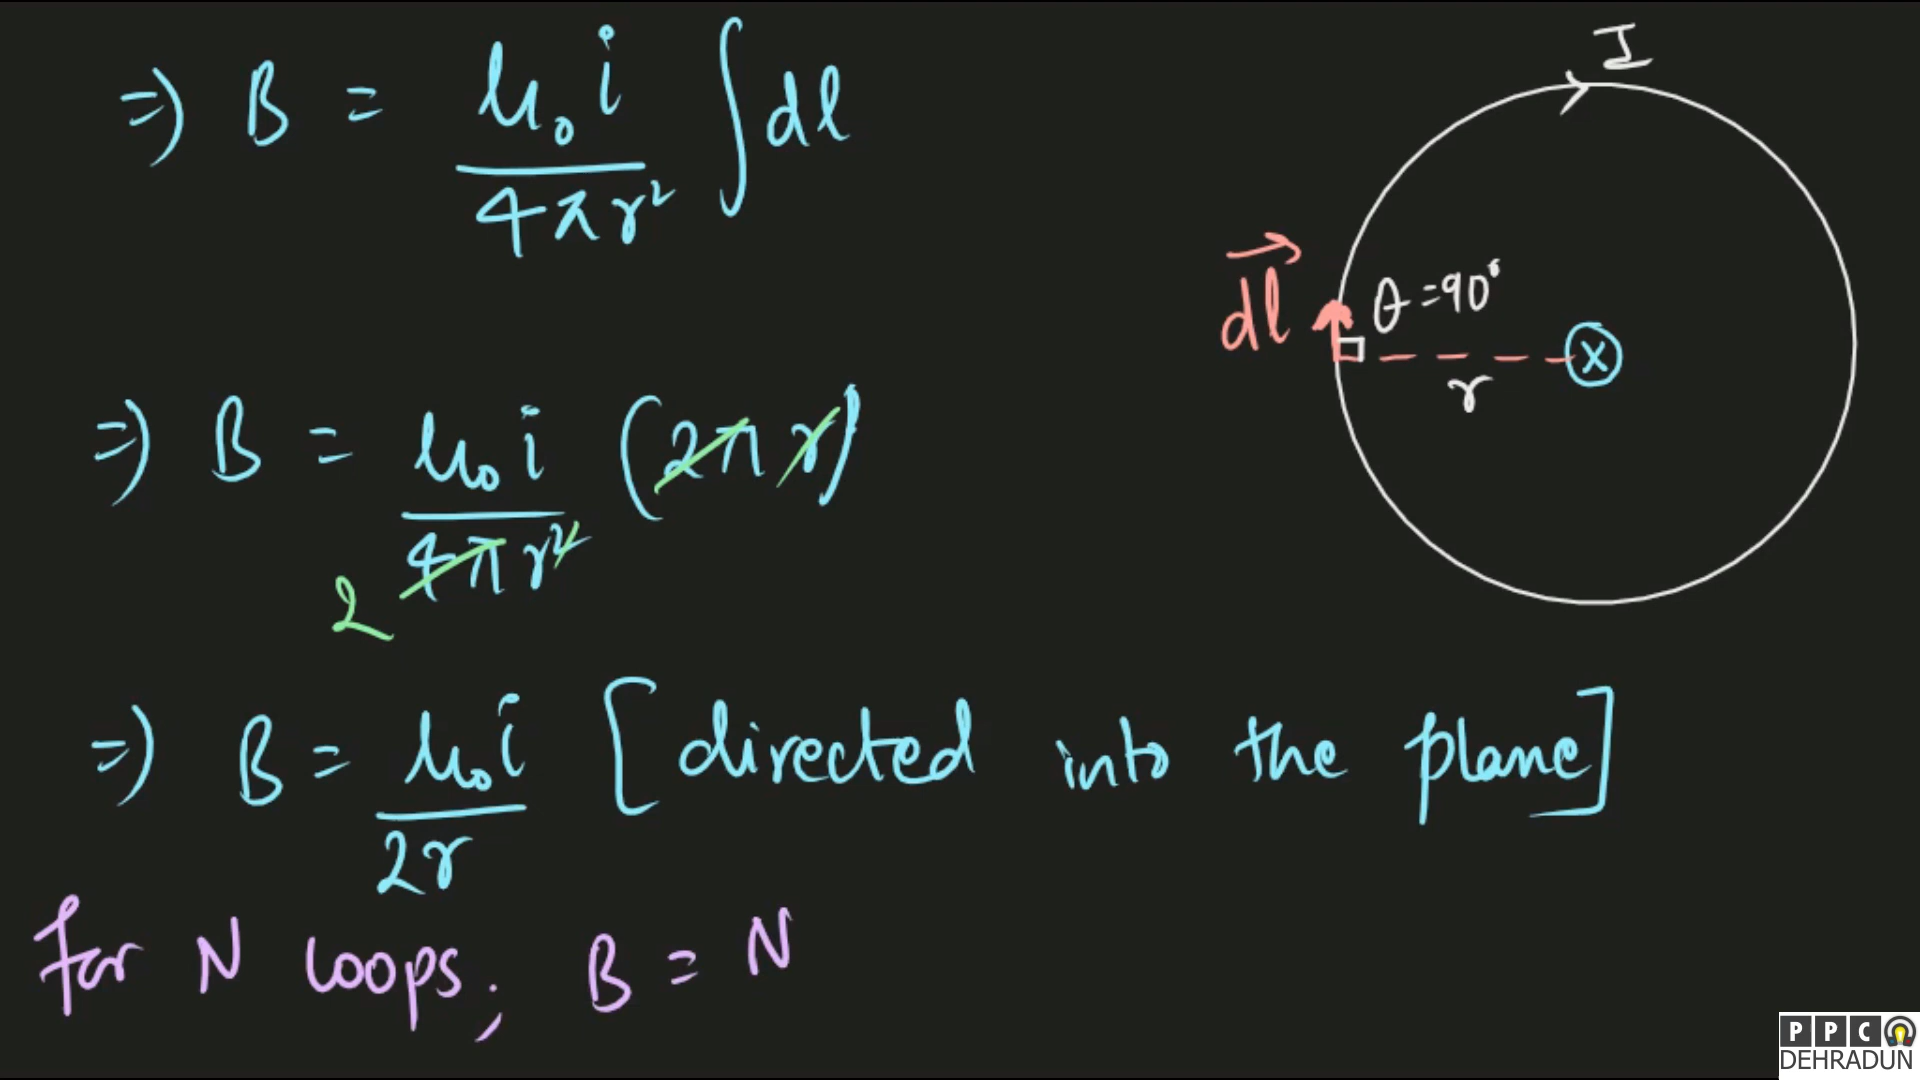 ⇒ B = μ₀i / 4πr² ∫dl
⇒ B = μ₀i / 4πr² (2πr)
2
⇒ B = μ₀i / 2r [directed into the plane]
For N loops; B = N
I
dl
θ=90°
r
x
PPC
DEHRADUN